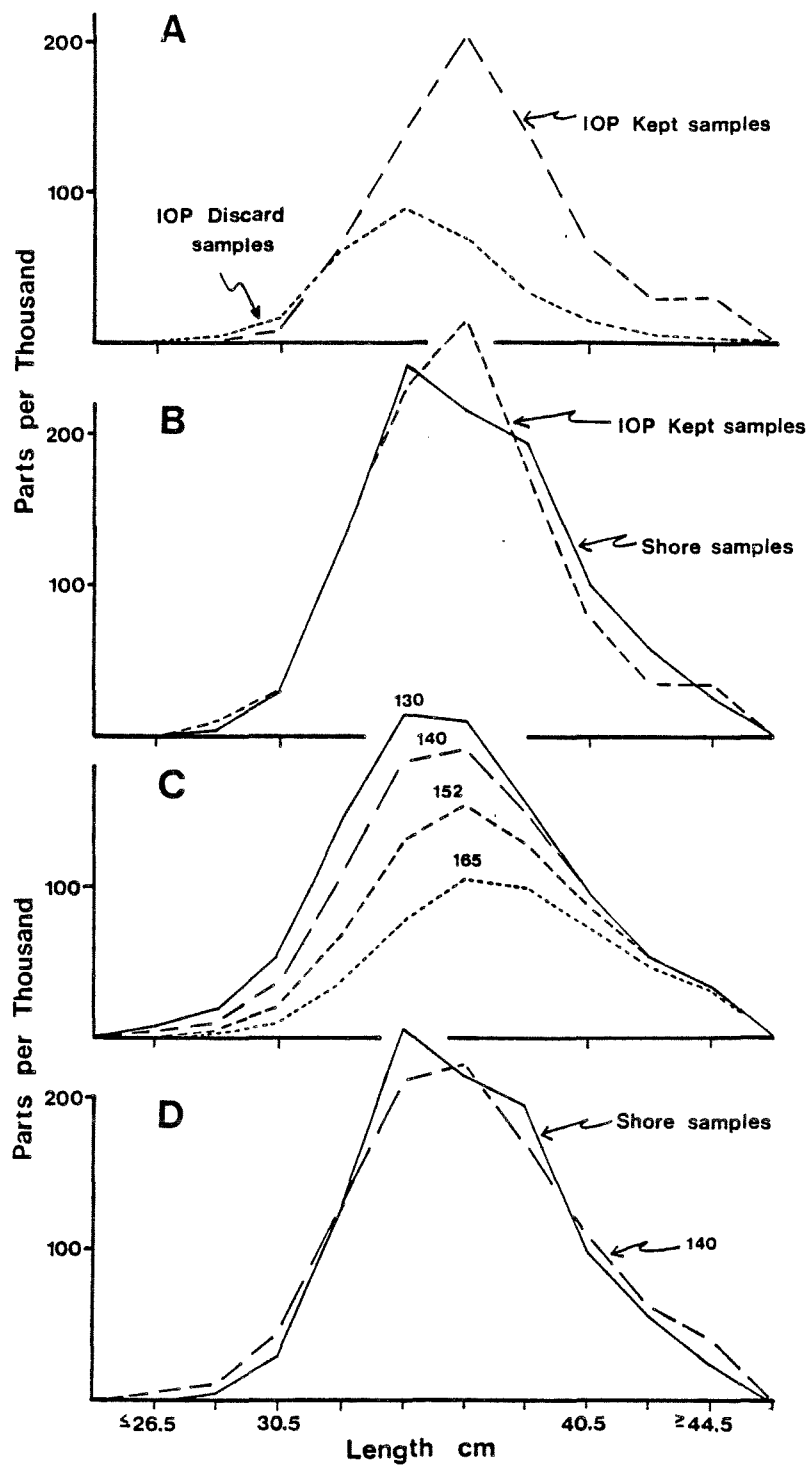 A
200
IOP Kept samples
100
IOP Discard
samples
Parts per Thousand
B
200
IOP Kept samples
Shore samples
100
C
130
140
152
165
100
Parts per Thousand
D
200
Shore samples
140
100
≤26.5 30.5 40.5 ≥44.5
Length cm